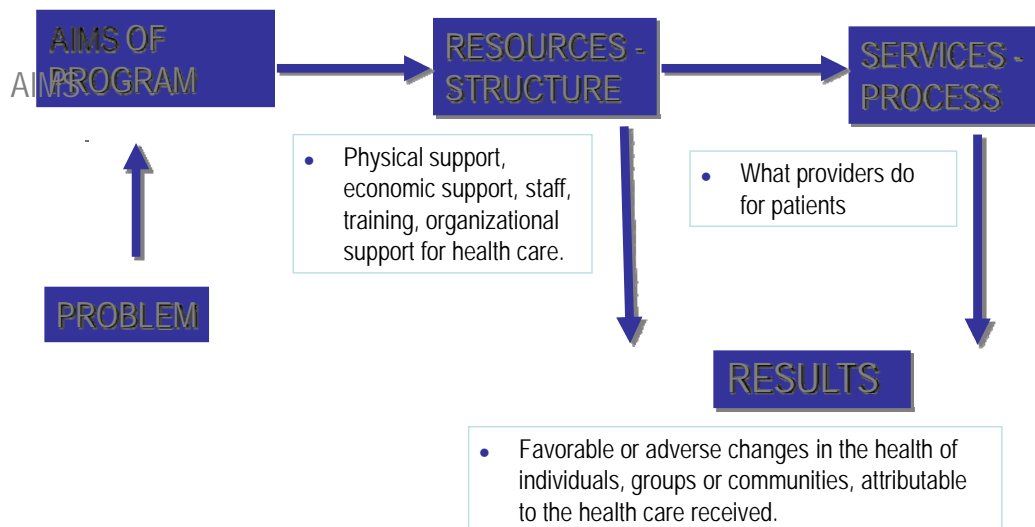 AIMS OF
PROGRAM
AIMS
RESOURCES -
STRUCTURE
SERVICES -
PROCESS
• Physical support,
economic support, staff,
training, organizational
support for health care.
• What providers do
for patients
PROBLEM
RESULTS
• Favorable or adverse changes in the health of
individuals, groups or communities, attributable
to the health care received.